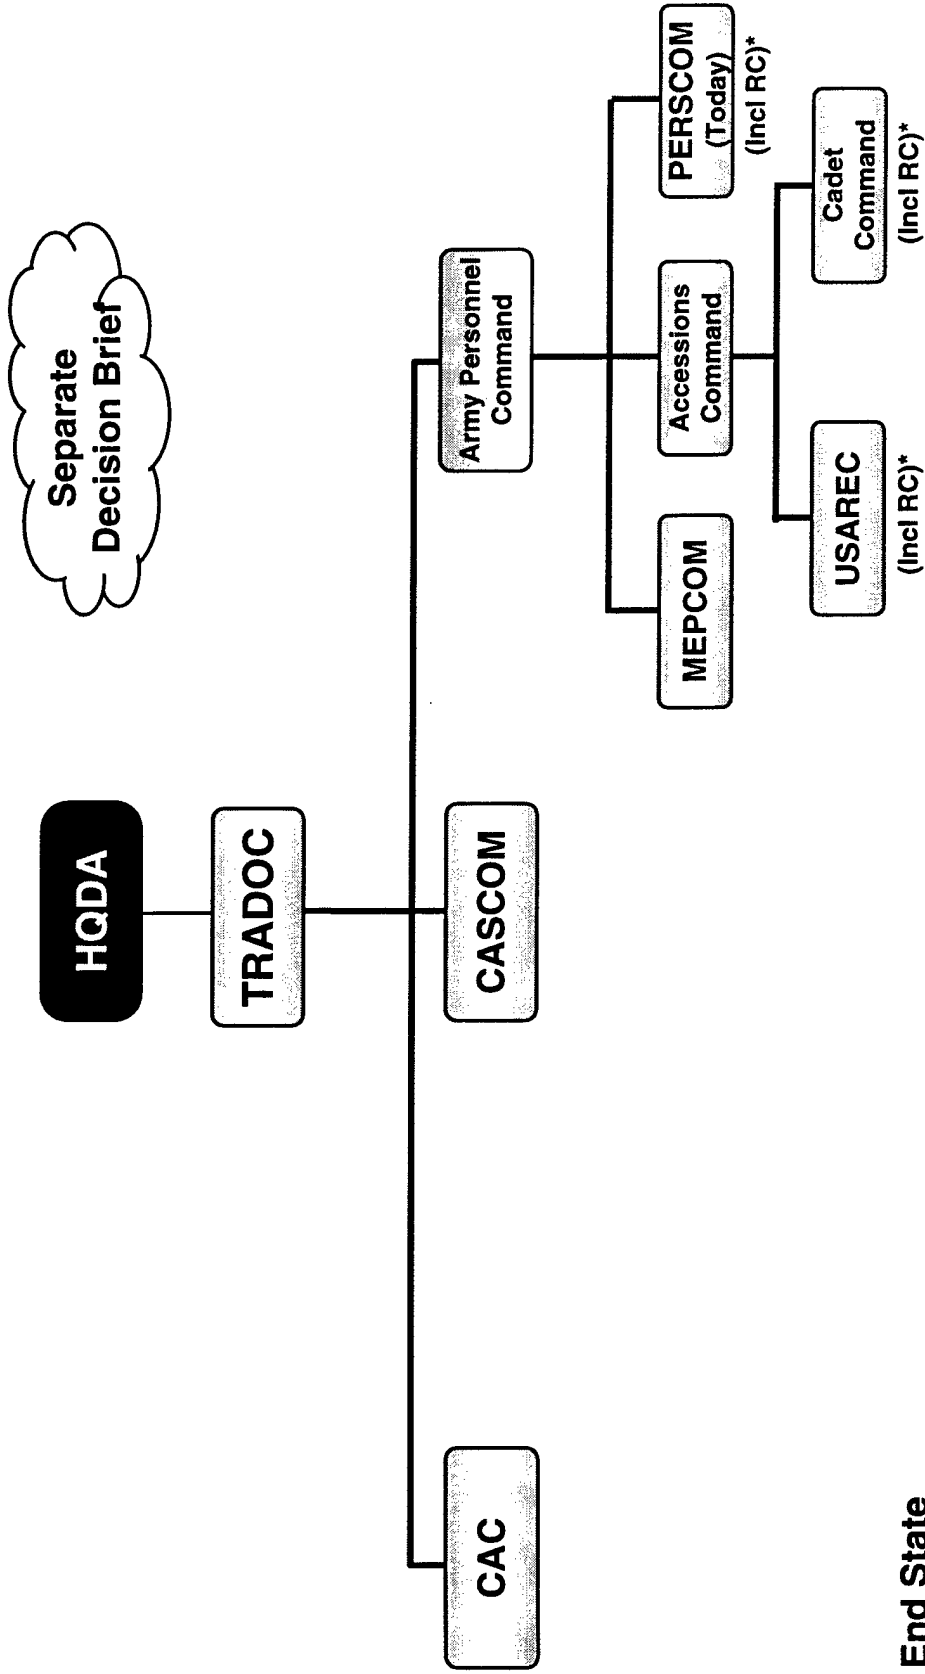 Separate
Decision Brief
HQDA
TRADOC
CAC
CASCOM
Army Personnel
Command
MEPCOM
Accessions
Command
PERSCOM
(Today)
(Incl RC)*
USAREC
(Incl RC)*
Cadet
Command
(Incl RC)*
End State